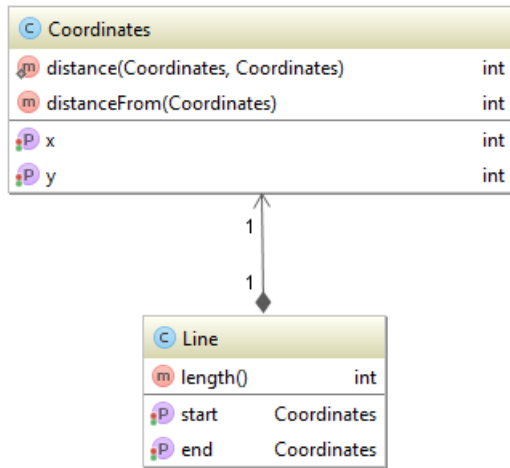 C Coordinates
m distance(Coordinates, Coordinates) int
m distanceFrom(Coordinates) int
P x int
P y int
1
1
C Line
m length() int
P start Coordinates
P end Coordinates